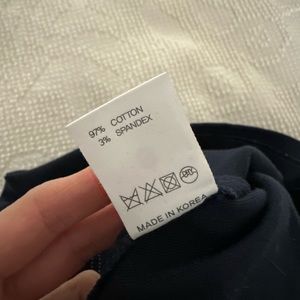 97% COTTON
3% SPANDEX
MADE IN KOREA